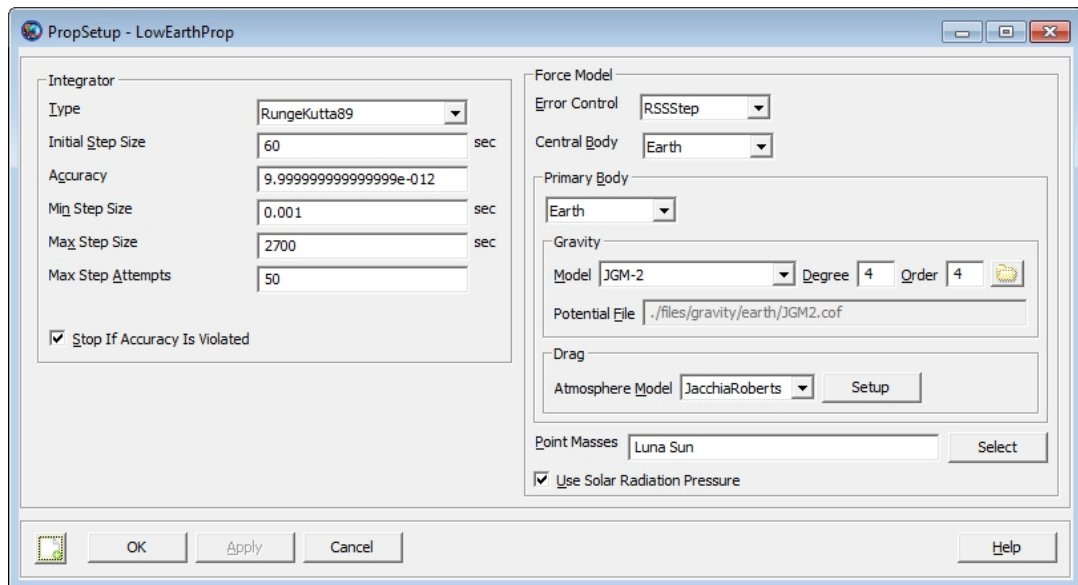 PropSetup - LowEarthProp
Integrator
Type RungeKutta89
Initial Step Size 60 sec
Accuracy 9.999999999999999e-012
Min Step Size 0.001 sec
Max Step Size 2700 sec
Max Step Attempts 50
Stop If Accuracy Is Violated
Force Model
Error Control RSSStep
Central Body Earth
Primary Body
Earth
Gravity
Model JGM-2 Degree 4 Order 4
Potential File ./files/gravity/earth/JGM2.cof
Drag
Atmosphere Model JacchiaRoberts Setup
Point Masses Luna Sun Select
Use Solar Radiation Pressure
OK Apply Cancel Help